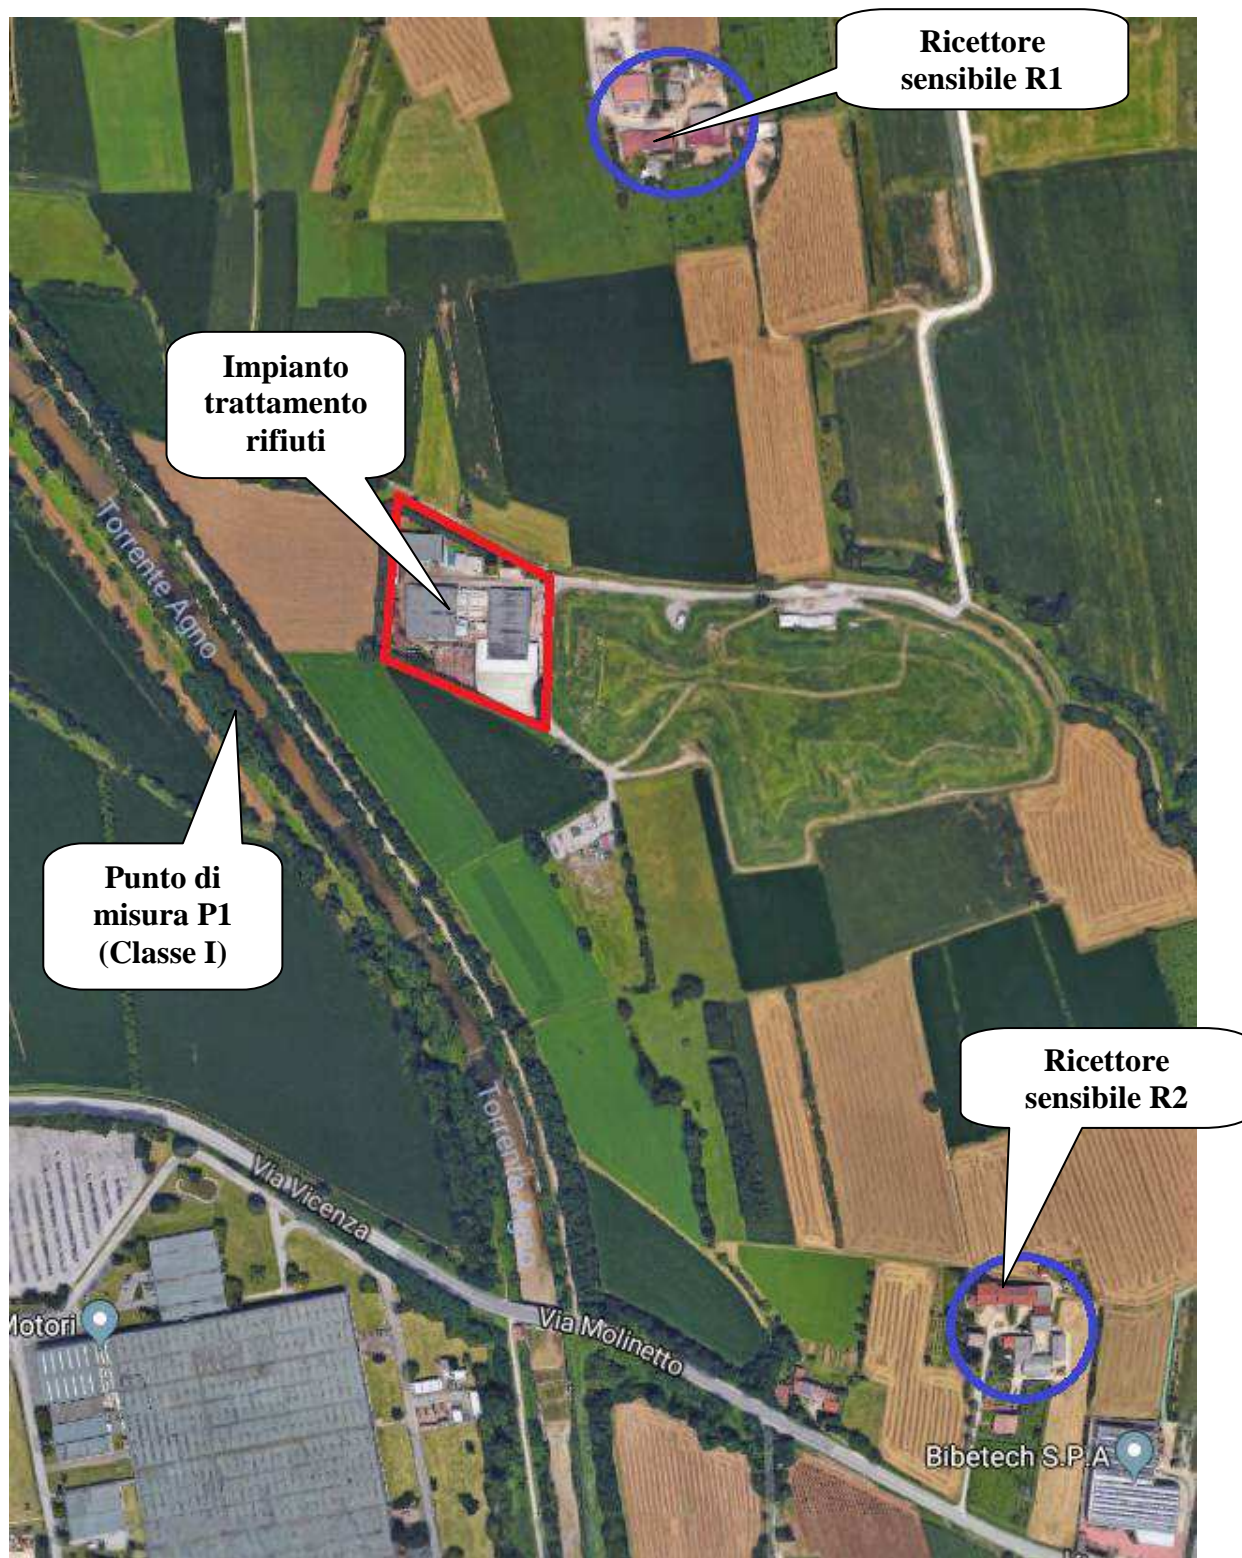 Ricettore
sensibile R1
Impianto
trattamento
rifiuti
Torrente Agno
Punto di
misura P1
(Classe I)
Ricettore
sensibile R2
Torrente Agno
Via Vicenza
Motori
Via Molinetto
Bibetech S.P.A